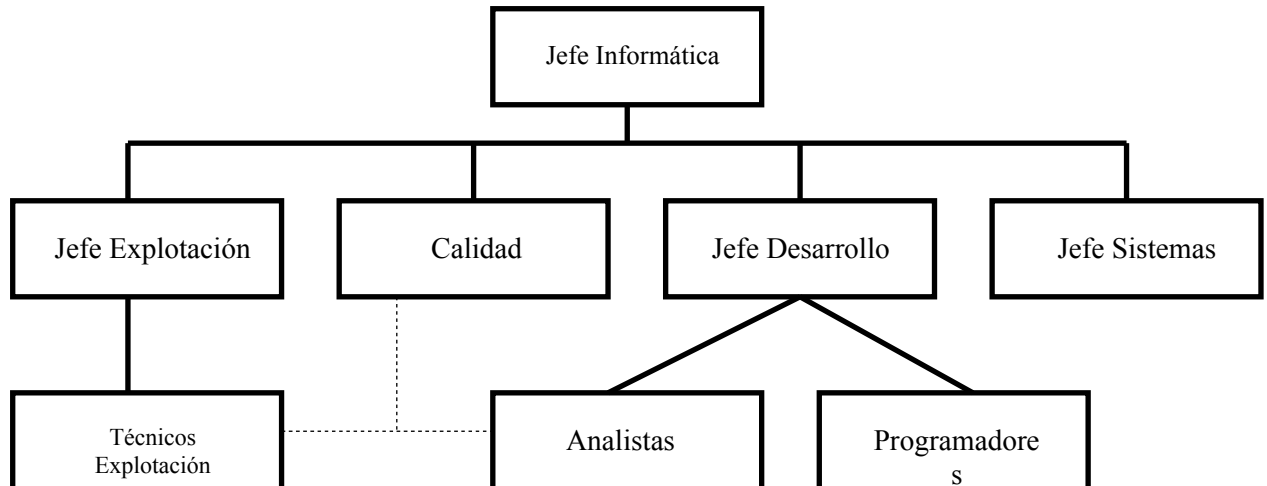 Jefe Informática
Jefe Explotación
Calidad
Jefe Desarrollo
Jefe Sistemas
Técnicos
Explotación
Analistas
Programadore
s